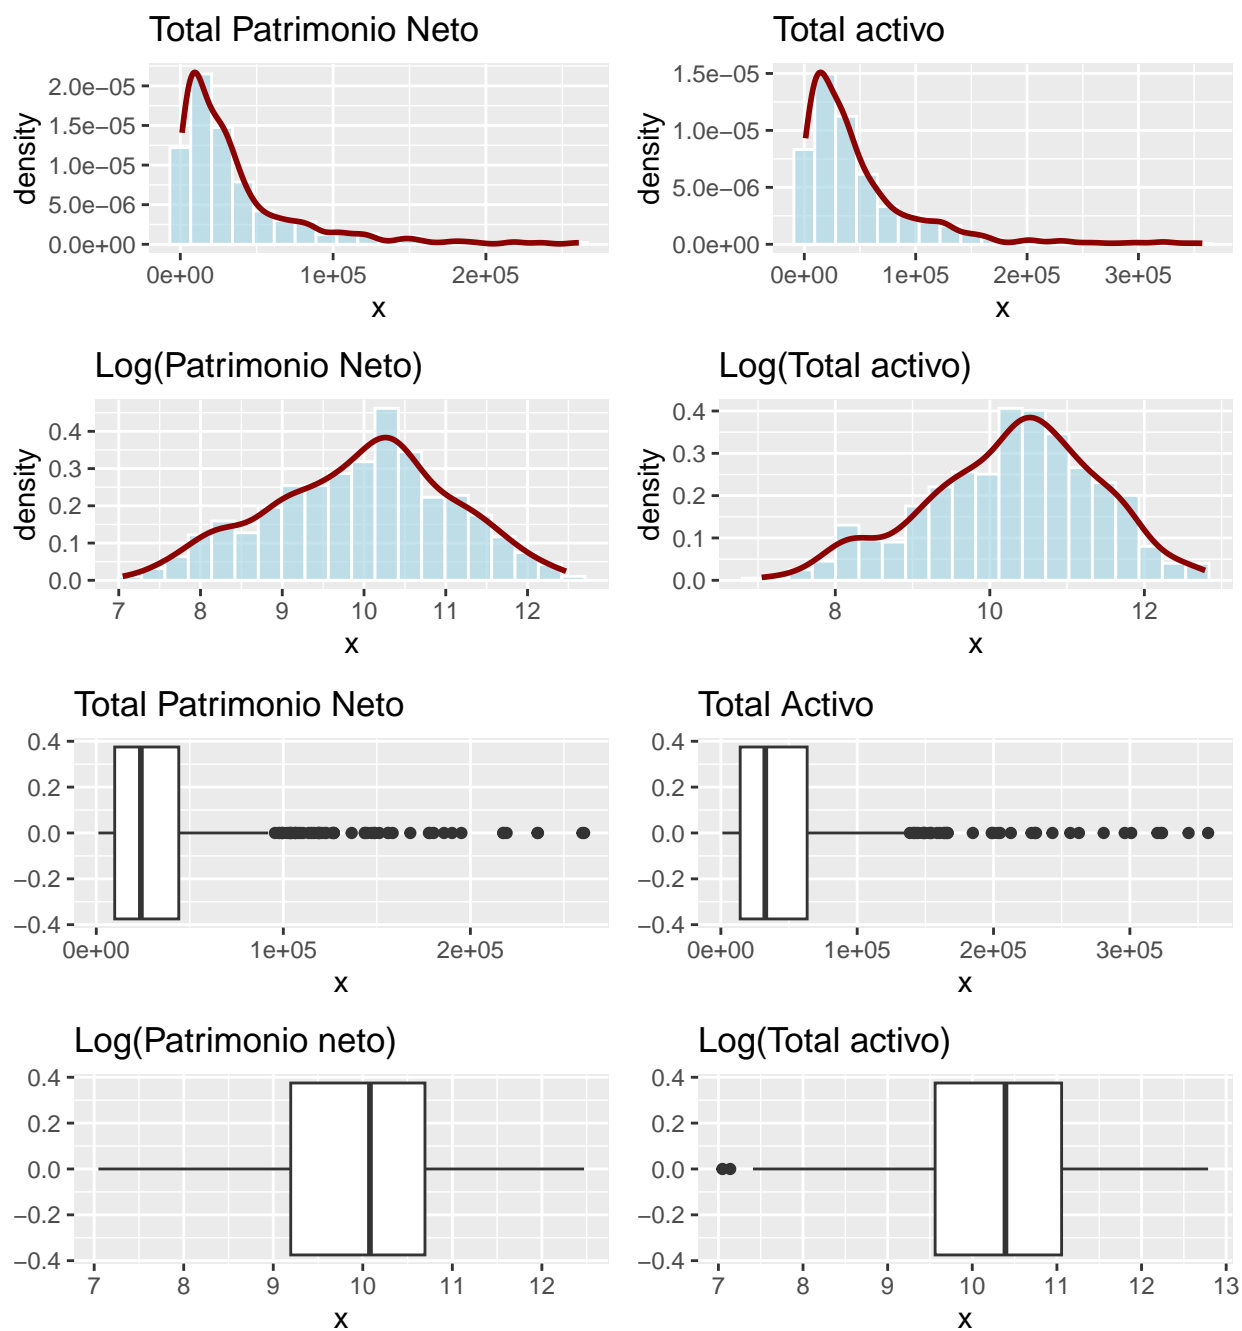 Total Patrimonio Neto
density
2.0e−05
1.5e−05
1.0e−05
5.0e−06
0.0e+00
0e+00 1e+05 2e+05
x
Total activo
density
1.5e−05
1.0e−05
5.0e−06
0.0e+00
0e+00 1e+05 2e+05 3e+05
x
Log(Patrimonio Neto)
density
0.4
0.3
0.2
0.1
0.0
7 8 9 10 11 12
x
Log(Total activo)
density
0.4
0.3
0.2
0.1
0.0
8 10 12
x
Total Patrimonio Neto
0.4
0.2
0.0
−0.2
−0.4
0e+00 1e+05 2e+05
x
Total Activo
0.4
0.2
0.0
−0.2
−0.4
0e+00 1e+05 2e+05 3e+05
x
Log(Patrimonio neto)
0.4
0.2
0.0
−0.2
−0.4
7 8 9 10 11 12
x
Log(Total activo)
0.4
0.2
0.0
−0.2
−0.4
7 8 9 10 11 12 13
x